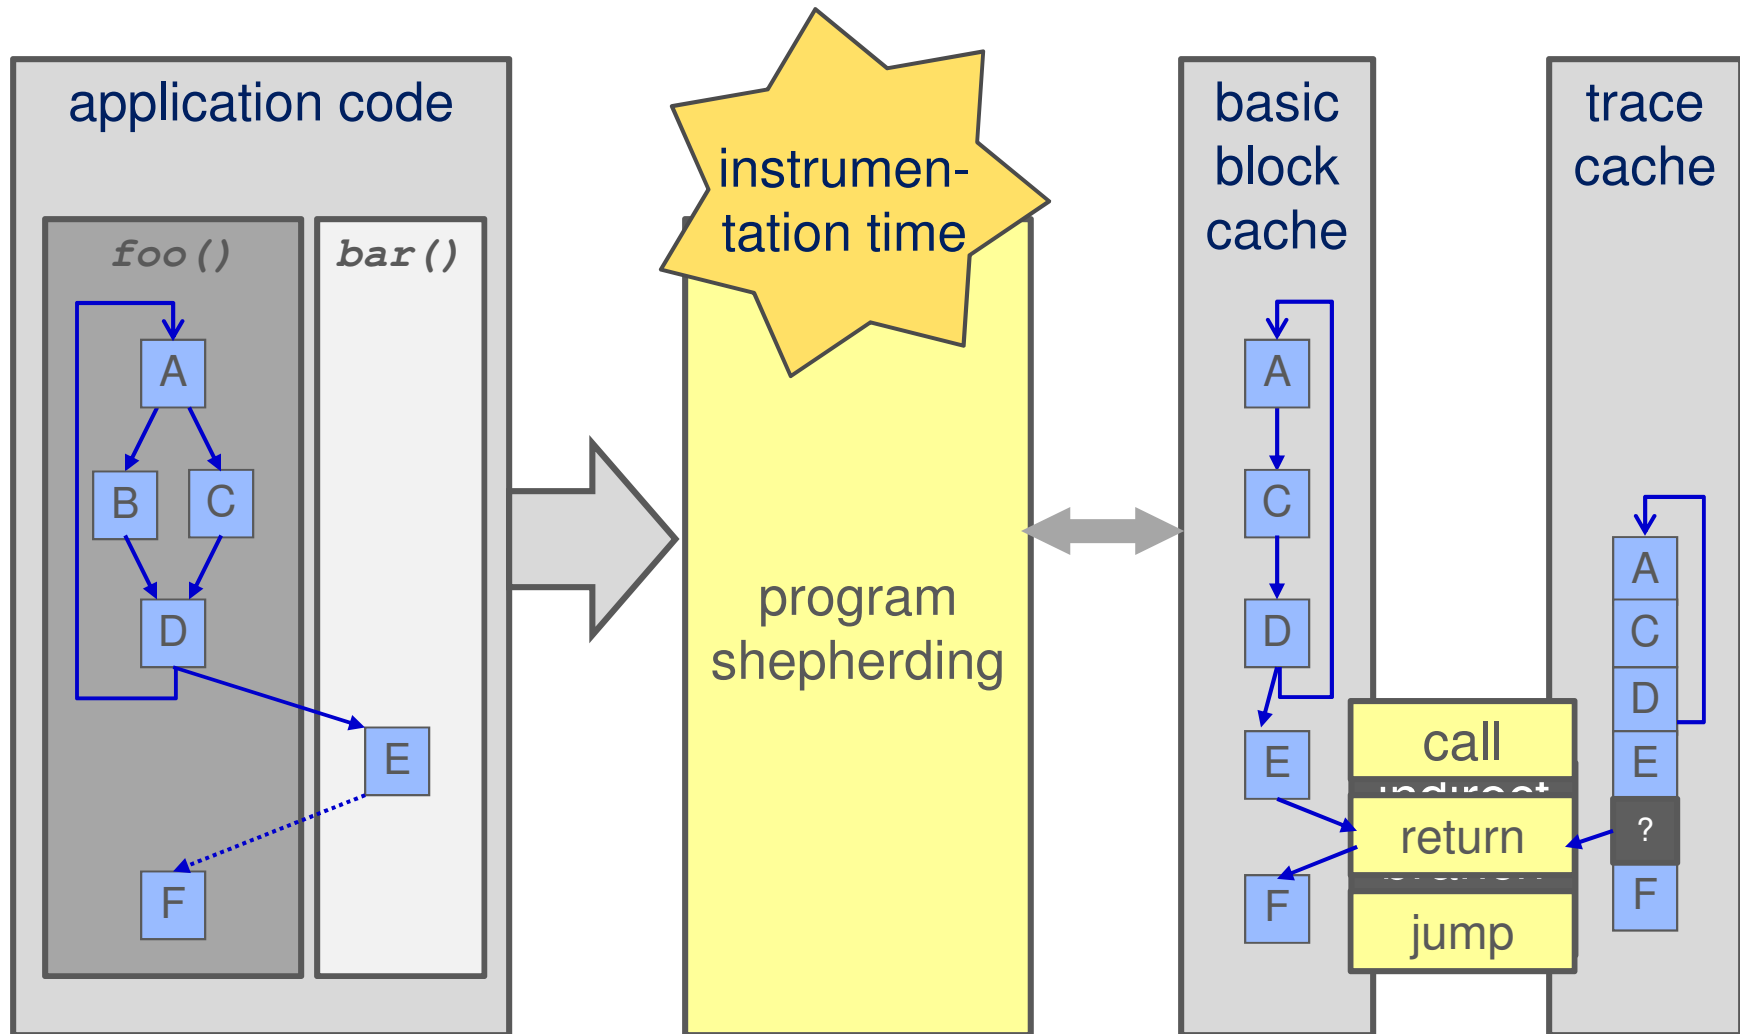 application code
foo()
bar()
A
B
C
D
E
F
instrumen-
tation time
program
shepherding
basic
block
cache
A
C
D
E
F
call
return
jump
trace
cache
A
C
D
E
?
F